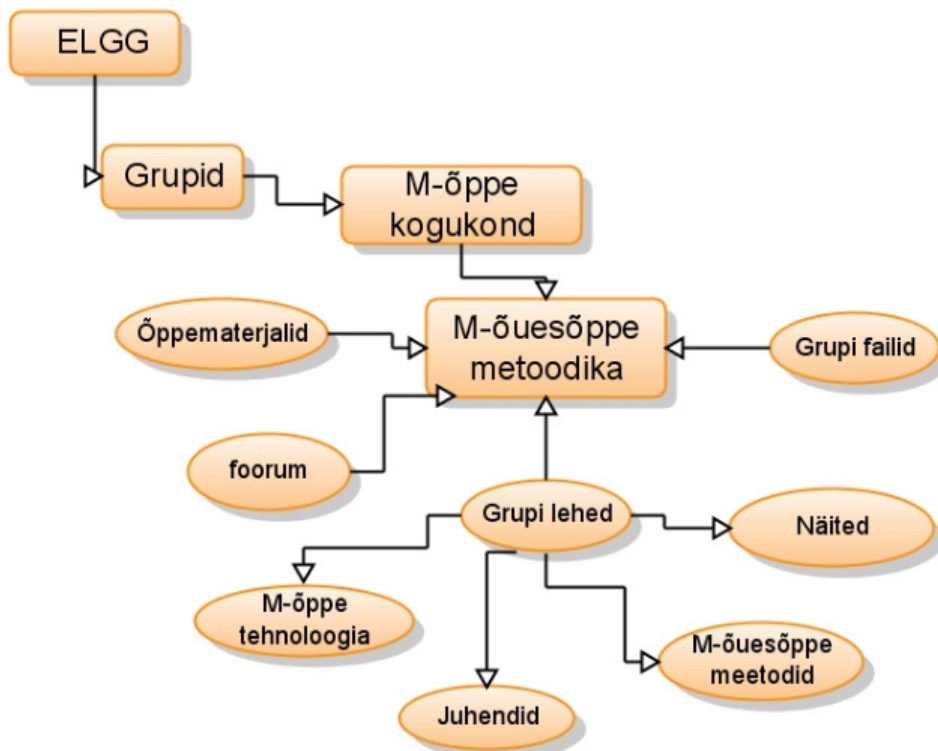 ELGG
Grupid
M-õppe
kogukond
M-õuesõppe
metoodika
Õppematerjalid
Grupi failid
foorum
Grupi lehed
Näited
M-õppe
tehnoloogia
M-õuesõppe
meetodid
Juhendid